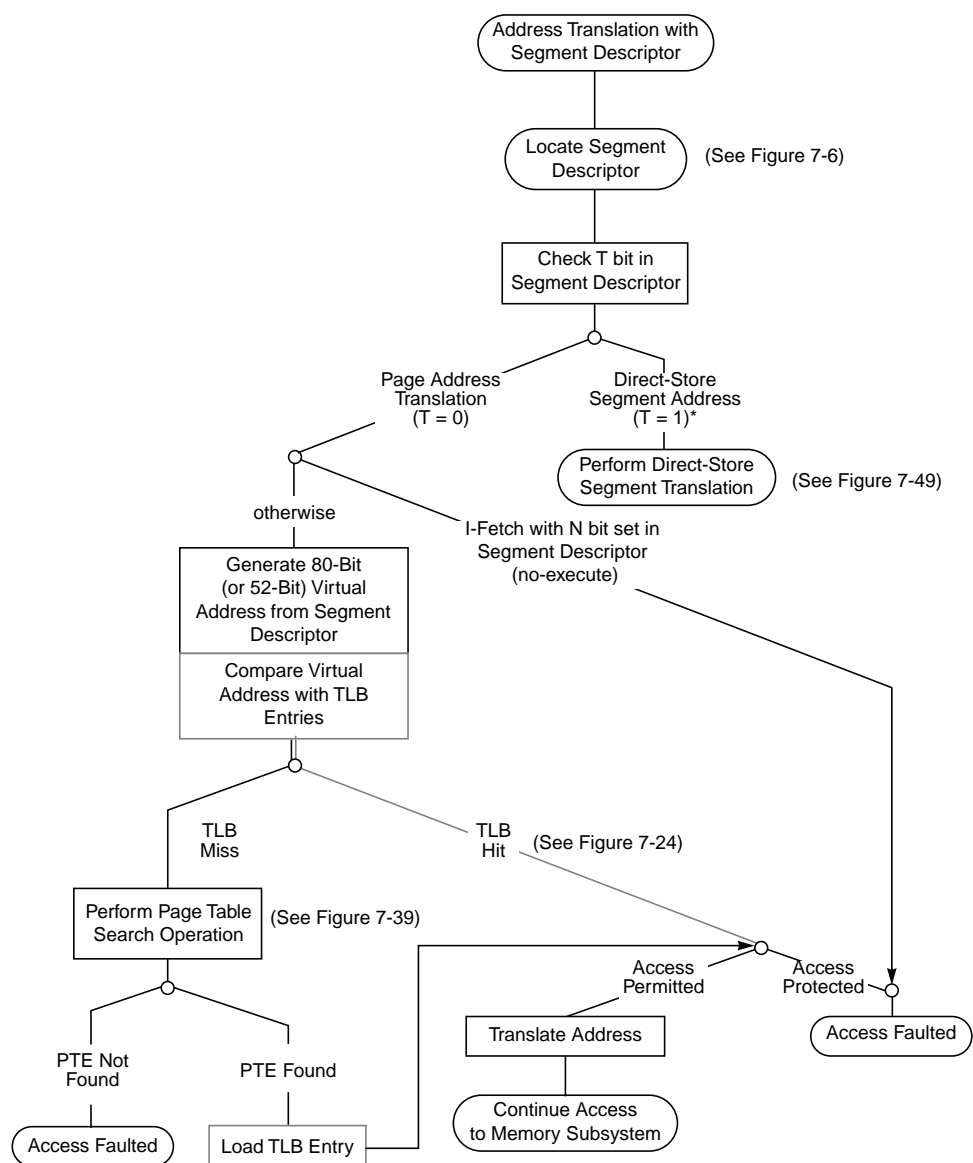 Address Translation with
Segment Descriptor
Locate Segment
Descriptor
(See Figure 7-6)
Check T bit in
Segment Descriptor
Page Address
Translation
(T = 0)
Direct-Store
Segment Address
(T = 1)*
Perform Direct-Store
Segment Translation
(See Figure 7-49)
otherwise
I-Fetch with N bit set in
Segment Descriptor
(no-execute)
Generate 80-Bit
(or 52-Bit) Virtual
Address from Segment
Descriptor
Compare Virtual
Address with TLB
Entries
TLB
Miss
TLB
Hit
(See Figure 7-24)
Perform Page Table
Search Operation
(See Figure 7-39)
Access
Permitted
Access
Protected
Translate Address
Access Faulted
PTE Not
Found
PTE Found
Continue Access
to Memory Subsystem
Access Faulted
Load TLB Entry